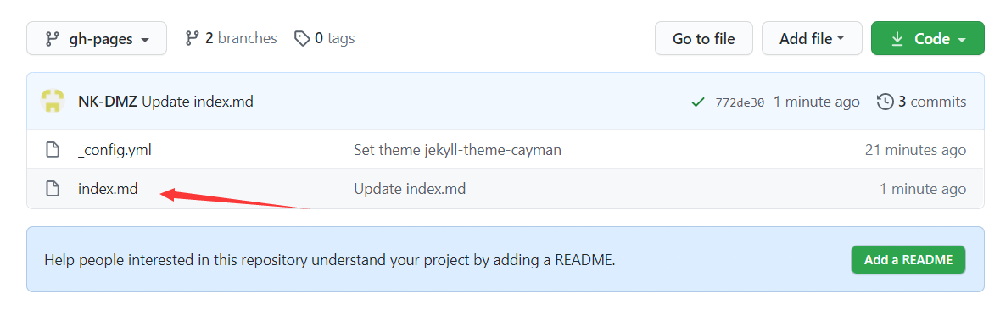 gh-pages 2 branches 0 tags Go to file Add file Code
NK-DMZ Update index.md 772de30 1 minute ago 3 commits
_config.yml Set theme jekyll-theme-cayman 21 minutes ago
index.md Update index.md 1 minute ago
Help people interested in this repository understand your project by adding a README. Add a README